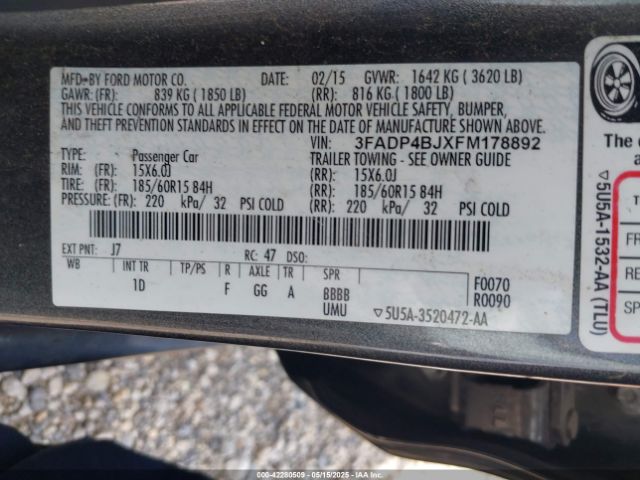 MFD. BY FORD MOTOR CO. DATE: 02/15 GVWR: 1642 KG ( 3620 LB)
GAWR: (FR): 839 KG ( 1850 LB) (RR): 816 KG ( 1800 LB)
THIS VEHICLE CONFORMS TO ALL APPLICABLE FEDERAL MOTOR VEHICLE SAFETY, BUMPER,
AND THEFT PREVENTION STANDARDS IN EFFECT ON THE DATE OF MANUFACTURE SHOWN ABOVE.
VIN: 3FADP4BJXFM178892
TYPE: Passenger Car TRAILER TOWING - SEE OWNER GUIDE
RIM: (FR): 15X6.0J (RR): 15X6.0J
TIRE: (FR): 185/60R15 84H (RR): 185/60R15 84H
PRESSURE: (FR): 220 kPa/ 32 PSI COLD (RR): 220 kPa/ 32 PSI COLD
EXT PNT: J7 RC: 47 DSO:
WB INT TR TP/PS R AXLE TR SPR F0070
1D F GG A BBBB R0090
UMU ▽5U5A-3520472-AA
▽5U5A-1532-AA (TLU)
The c
a
T
FR
RE
SP
00-42280509 - 05/15/2025 - IAA